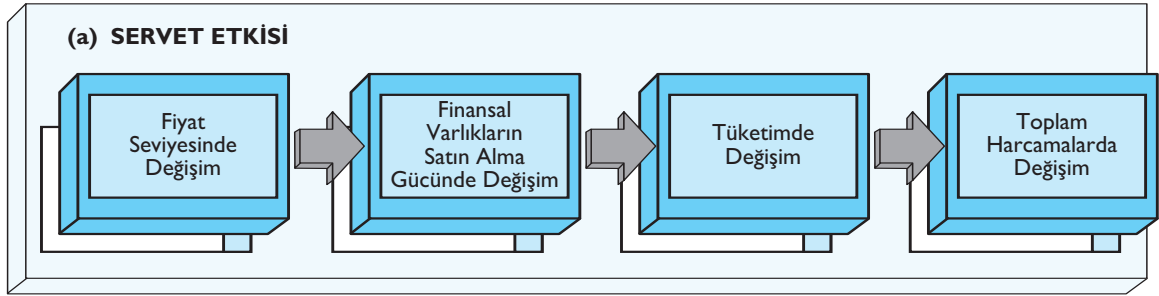 (a) SERVET ETKİSİ
Fiyat
Seviyesinde
Değişim
Finansal
Varlıkların
Satın Alma
Gücünde Değişim
Tüketimde
Değişim
Toplam
Harcamalarda
Değişim